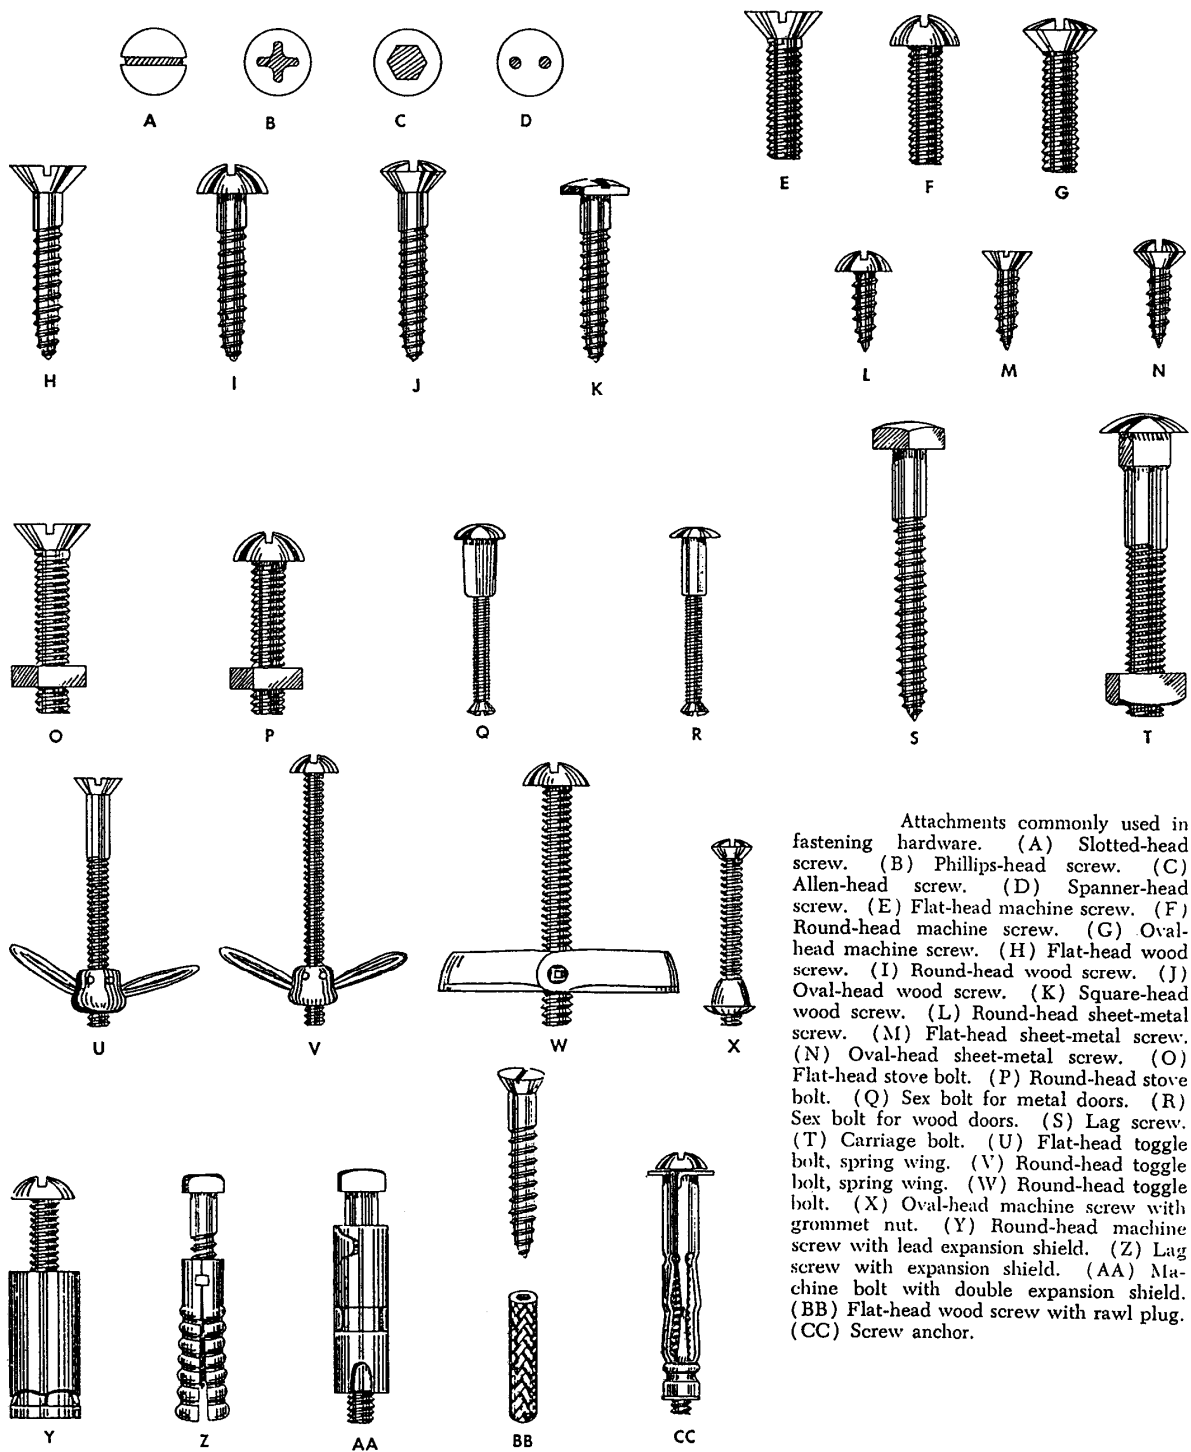 A B C D
E F G
H I J K
L M N
O P Q R S T
U V W X
Attachments commonly used in
fastening hardware. (A) Slotted-head
screw. (B) Phillips-head screw. (C)
Allen-head screw. (D) Spanner-head
screw. (E) Flat-head machine screw. (F)
Round-head machine screw. (G) Oval-
head machine screw. (H) Flat-head wood
screw. (I) Round-head wood screw. (J)
Oval-head wood screw. (K) Square-head
wood screw. (L) Round-head sheet-metal
screw. (M) Flat-head sheet-metal screw.
(N) Oval-head sheet-metal screw. (O)
Flat-head stove bolt. (P) Round-head stove
bolt. (Q) Sex bolt for metal doors. (R)
Sex bolt for wood doors. (S) Lag screw.
(T) Carriage bolt. (U) Flat-head toggle
bolt, spring wing. (V) Round-head toggle
bolt, spring wing. (W) Round-head toggle
bolt. (X) Oval-head machine screw with
grommet nut. (Y) Round-head machine
screw with lead expansion shield. (Z) Lag
screw with expansion shield. (AA) Ma-
chine bolt with double expansion shield.
(BB) Flat-head wood screw with rawl plug.
(CC) Screw anchor.
Y Z AA BB CC